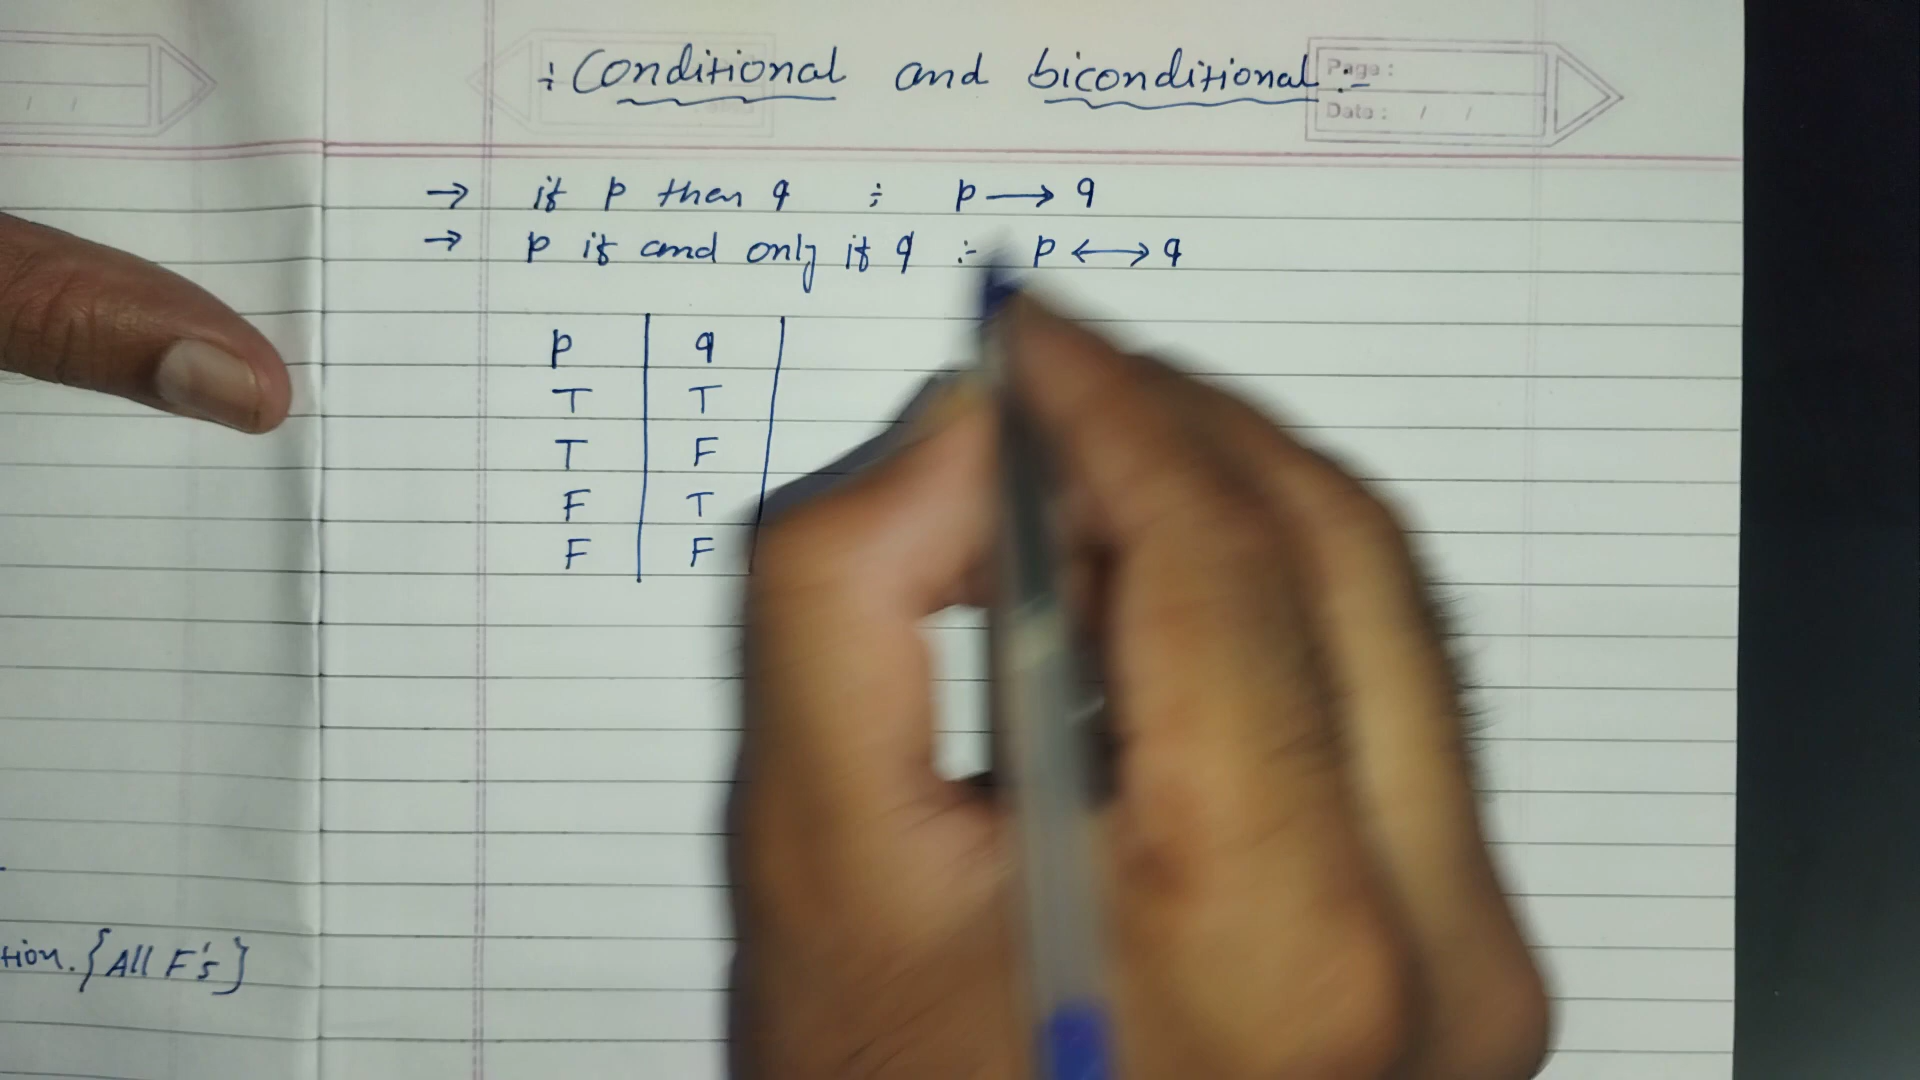 ÷ Conditional and biconditional :-
Page :
Date : / /
/ /
→ if p then q ÷ p → q
→ p if and only if q :- p ↔ q
p q
T T
T F
F T
F F
tion. {All F's}